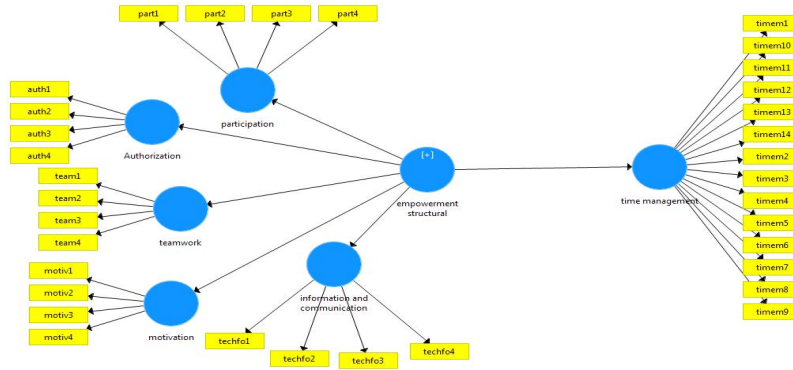 part1
part2
part3
part4
participation
auth1
auth2
auth3
auth4
Authorization
team1
team2
team3
team4
teamwork
motiv1
motiv2
motiv3
motiv4
motivation
[+]
empowerment
structural
information and
communication
techfo1
techfo2
techfo3
techfo4
time management
timem1
timem10
timem11
timem12
timem13
timem14
timem2
timem3
timem4
timem5
timem6
timem7
timem8
timem9